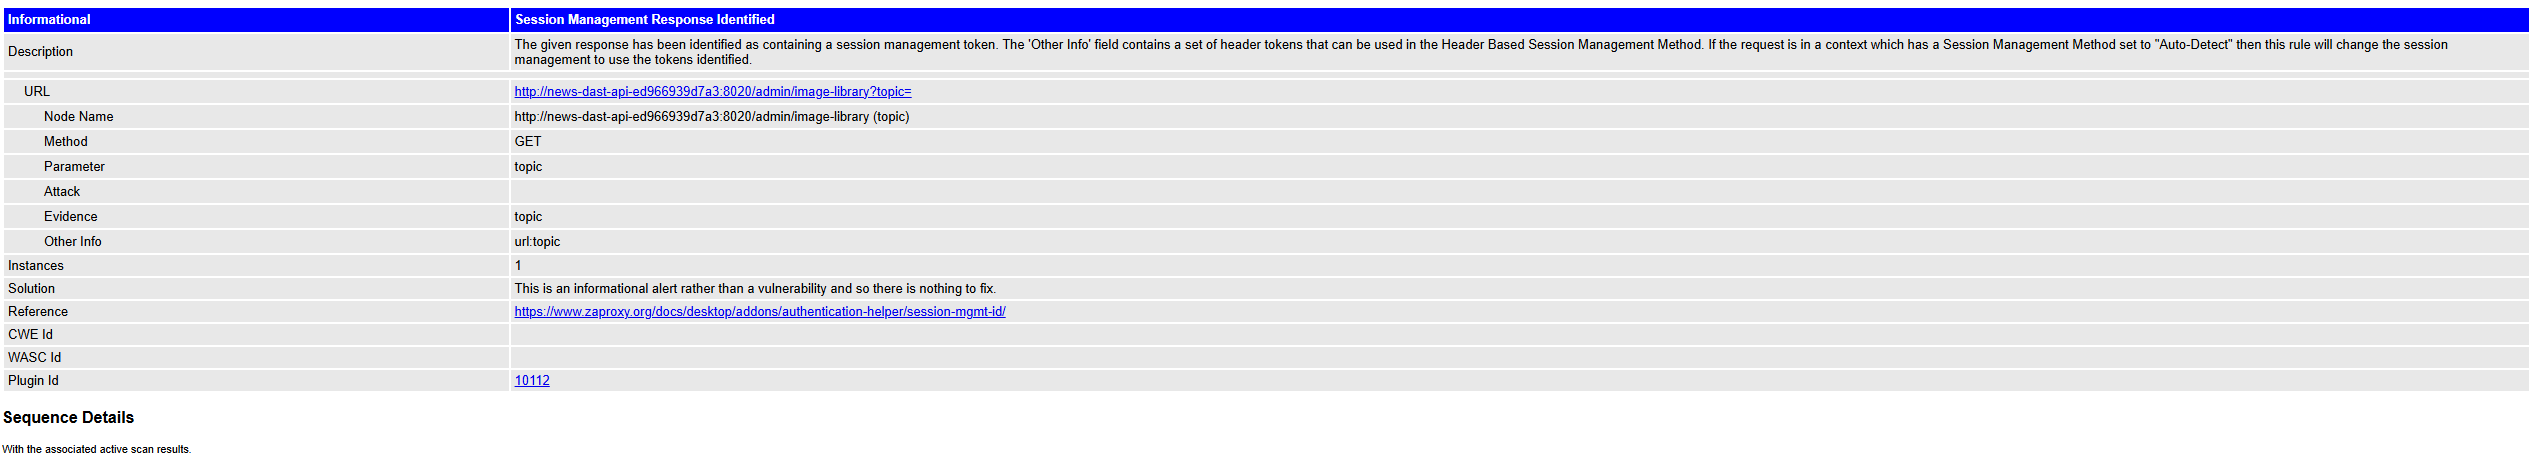 Informational Session Management Response Identified
Description The given response has been identified as containing a session management token. The 'Other Info' field contains a set of header tokens that can be used in the Header Based Session Management Method. If the request is in a context which has a Session Management Method set to "Auto-Detect" then this rule will change the session
management to use the tokens identified.
URL http://news-dast-api-ed966939d7a3:8020/admin/image-library?topic=
Node Name http://news-dast-api-ed966939d7a3:8020/admin/image-library (topic)
Method GET
Parameter topic
Attack
Evidence topic
Other Info url:topic
Instances 1
Solution This is an informational alert rather than a vulnerability and so there is nothing to fix.
Reference https://www.zaproxy.org/docs/desktop/addons/authentication-helper/session-mgmt-id/
CWE Id
WASC Id
Plugin Id 10112
Sequence Details
With the associated active scan results.